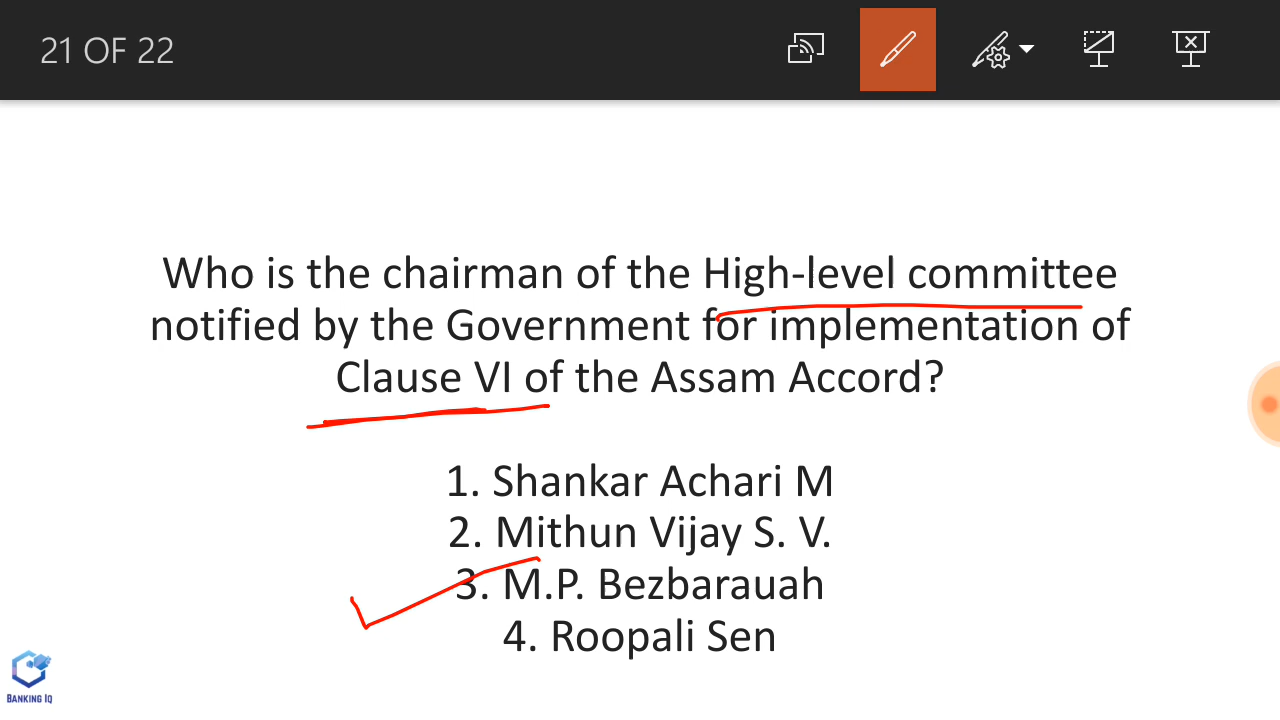 21 OF 22
Who is the chairman of the High-level committee
notified by the Government for implementation of
Clause VI of the Assam Accord?
1. Shankar Achari M
2. Mithun Vijay S. V.
3. M.P. Bezbarauah
4. Roopali Sen
BANKING IQ